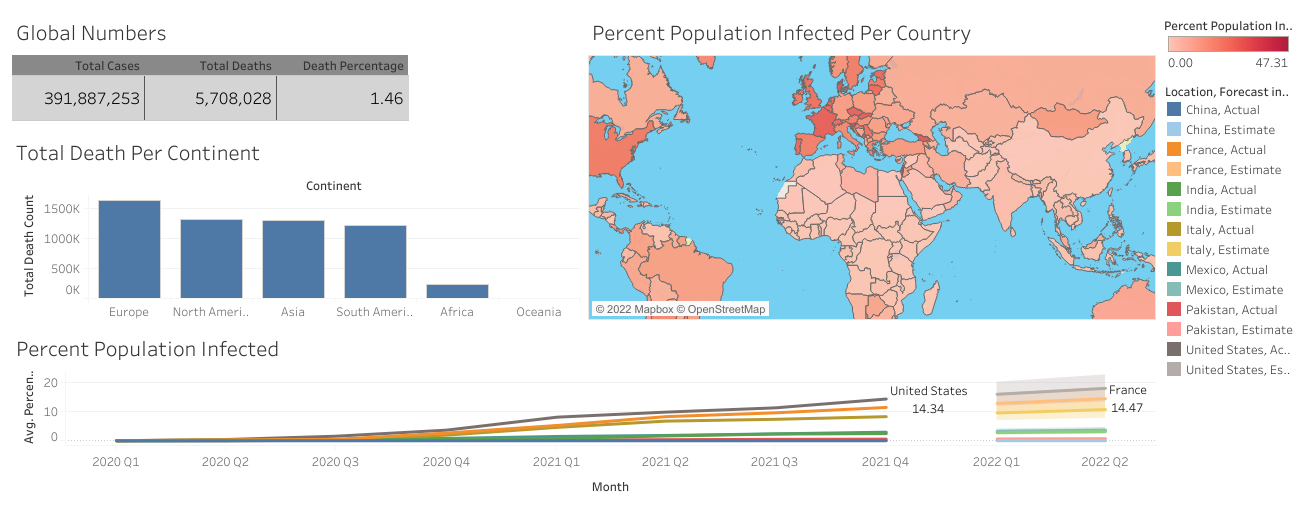 Global Numbers
Total Cases Total Deaths Death Percentage
391,887,253 5,708,028 1.46
Total Death Per Continent
Continent
Total Death Count
1500K
1000K
500K
0K
Europe North Ameri.. Asia South Ameri.. Africa Oceania
Percent Population Infected Per Country
© 2022 Mapbox © OpenStreetMap
Percent Population In..
0.00 47.31
Location, Forecast in..
China, Actual
China, Estimate
France, Actual
France, Estimate
India, Actual
India, Estimate
Italy, Actual
Italy, Estimate
Mexico, Actual
Mexico, Estimate
Pakistan, Actual
Pakistan, Estimate
United States, Ac..
United States, Es..
Percent Population Infected
Avg. Percen..
20
10
0
United States
14.34
France
14.47
2020 Q1 2020 Q2 2020 Q3 2020 Q4 2021 Q1 2021 Q2 2021 Q3 2021 Q4 2022 Q1 2022 Q2
Month